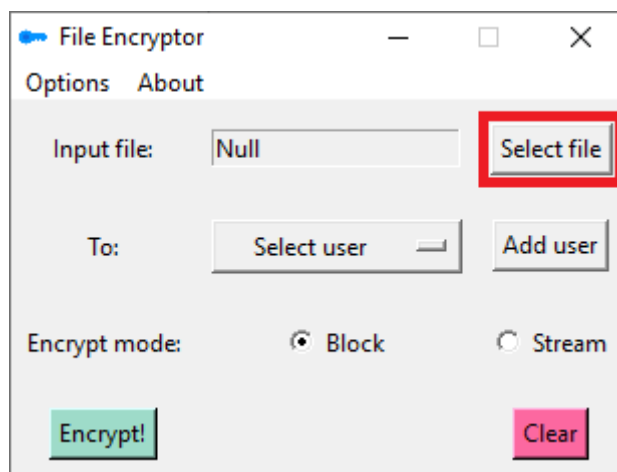 File Encryptor
Options About
Input file: Null Select file
To: Select user Add user
Encrypt mode: Block Stream
Encrypt! Clear